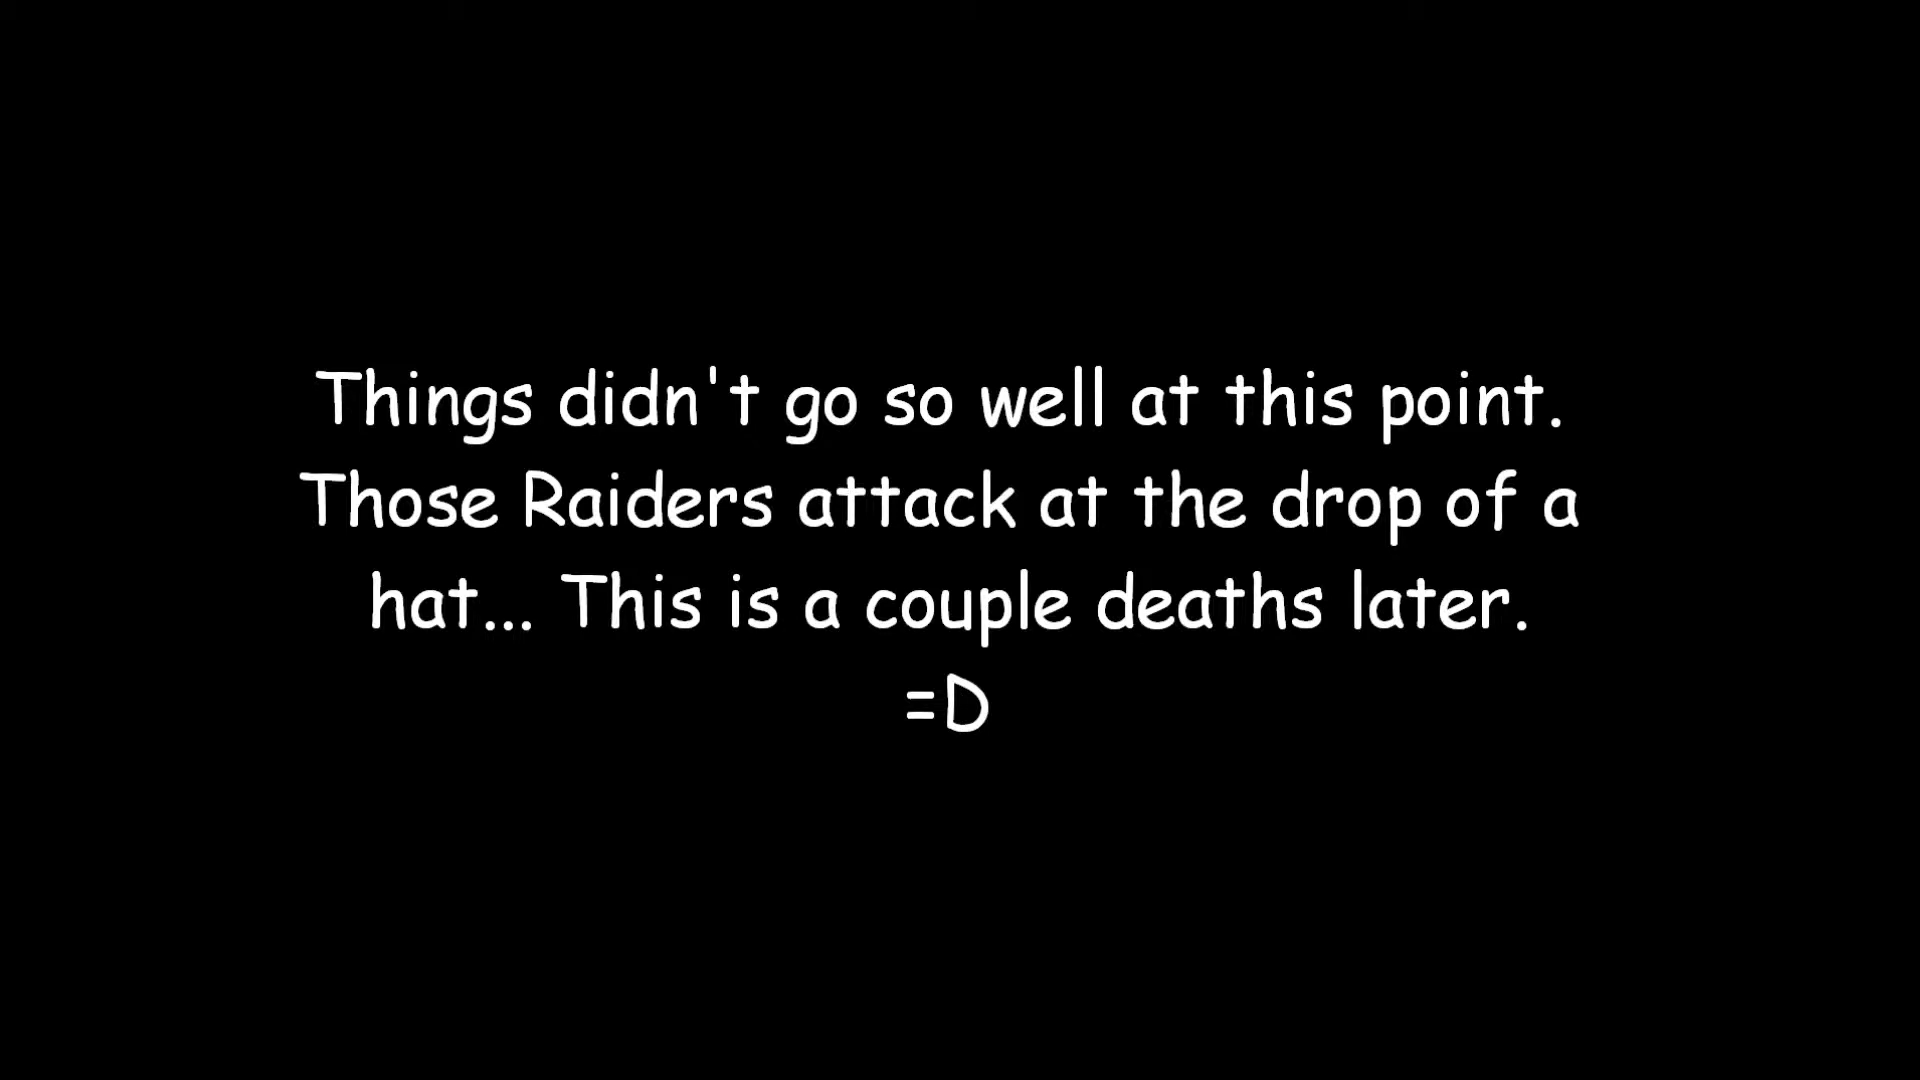 Things didn't go so well at this point.
Those Raiders attack at the drop of a
hat... This is a couple deaths later.
=D